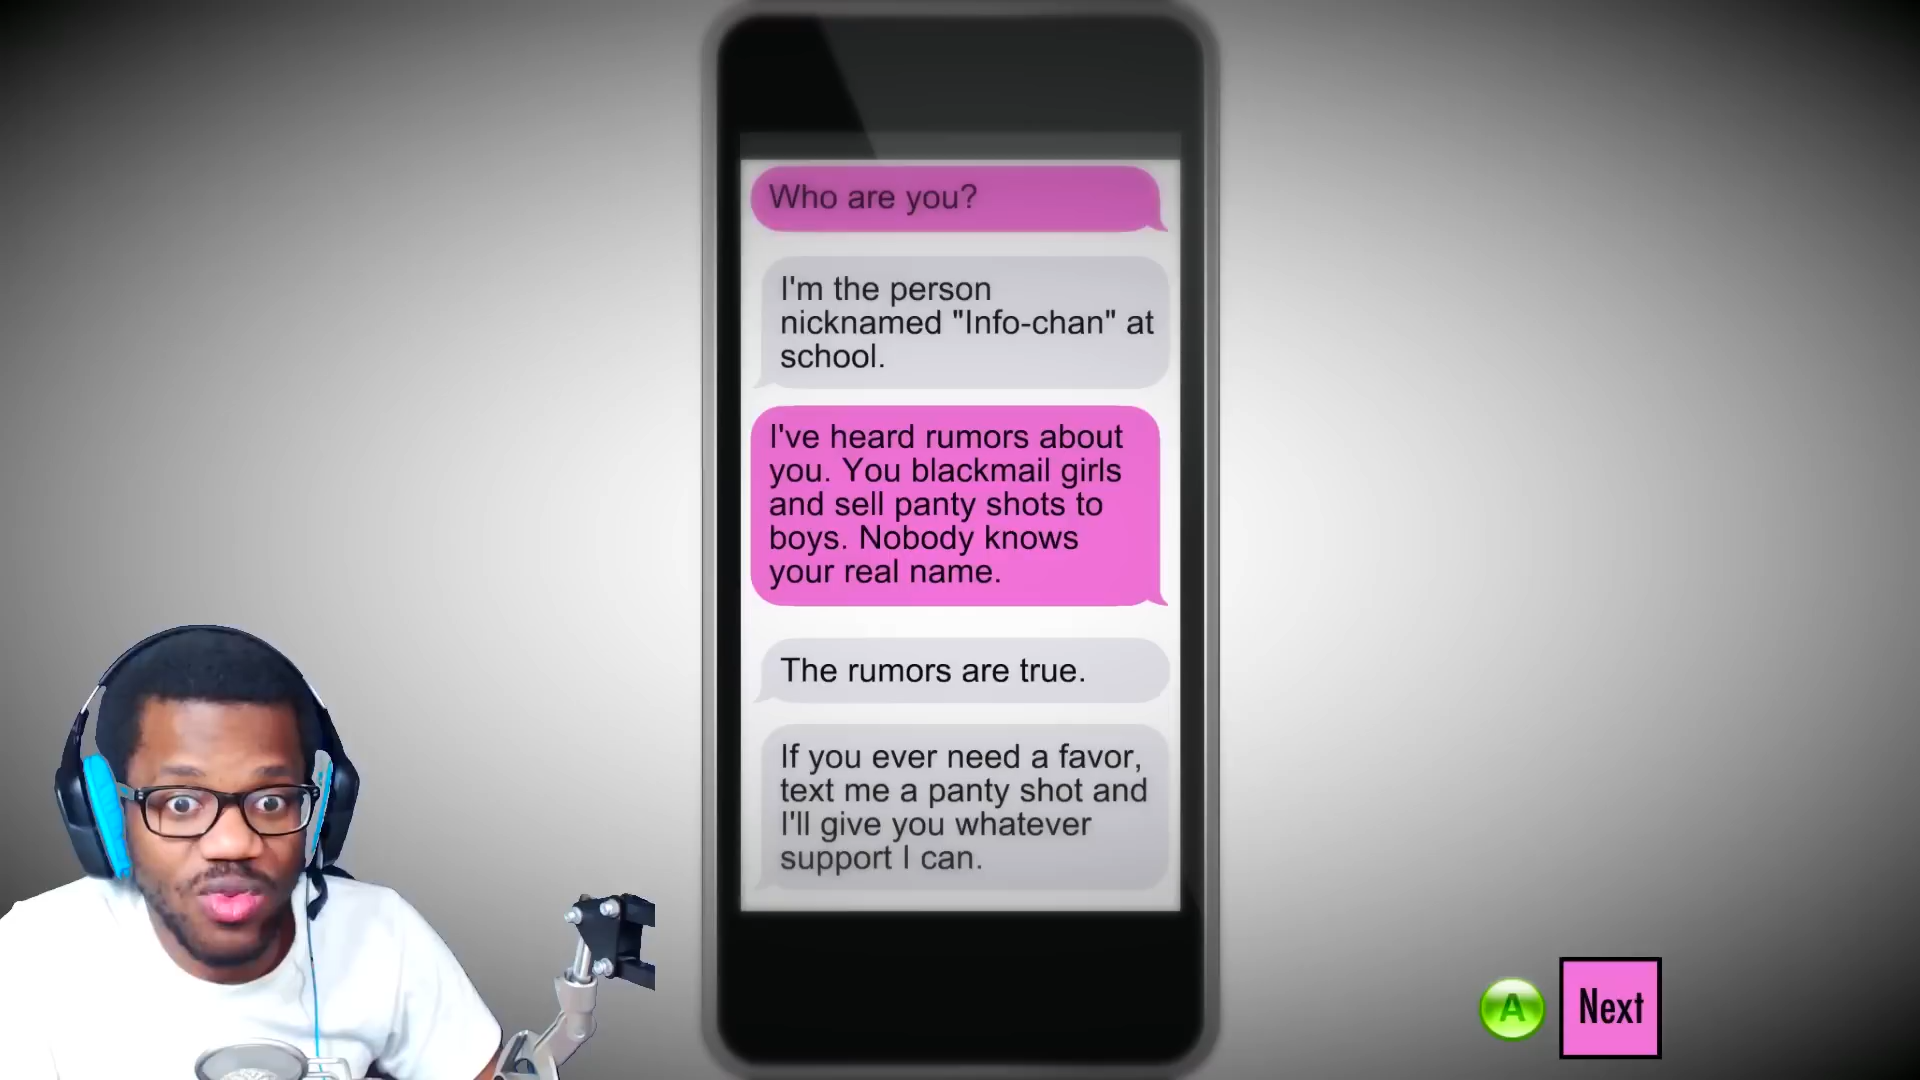 Who are you?
I'm the person
nicknamed "Info-chan" at
school.
I've heard rumors about
you. You blackmail girls
and sell panty shots to
boys. Nobody knows
your real name.
The rumors are true.
If you ever need a favor,
text me a panty shot and
I'll give you whatever
support I can.
A
Next